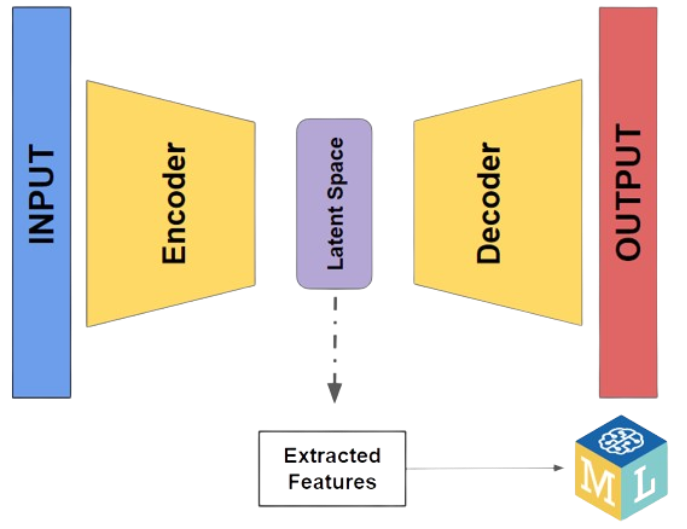 INPUT
Encoder
Latent Space
Decoder
OUTPUT
Extracted
Features
M L